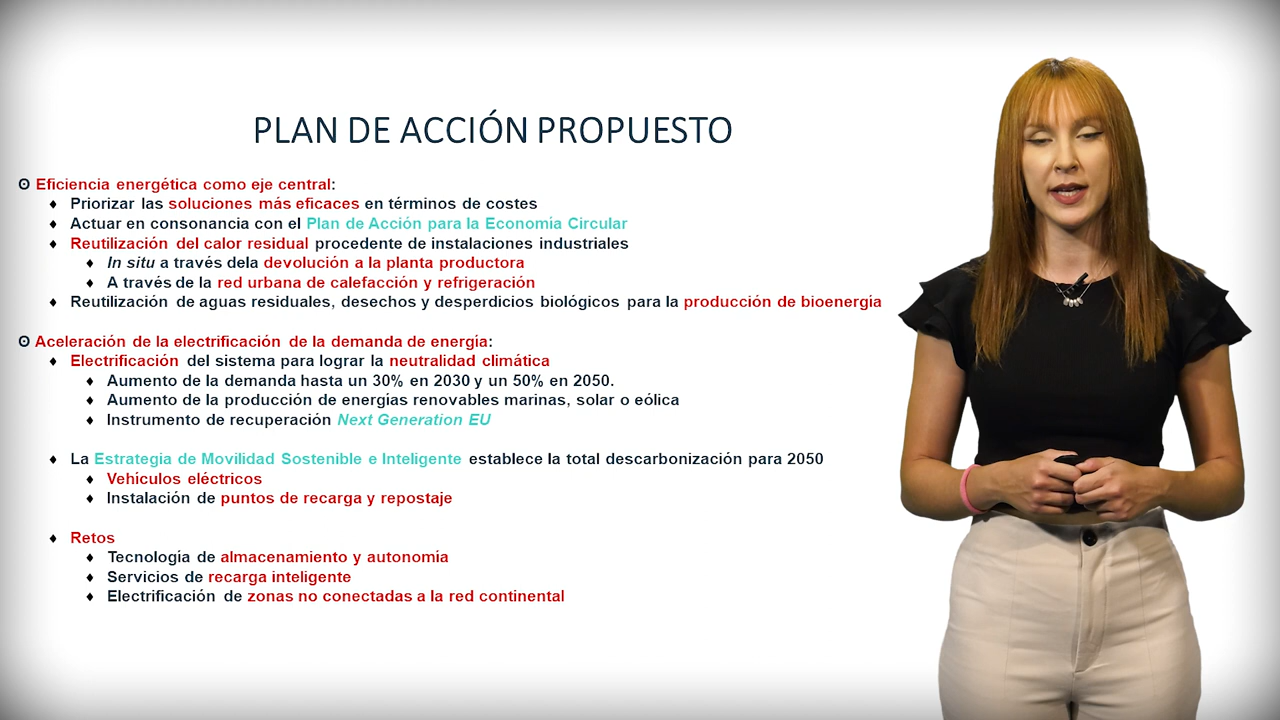 PLAN DE ACCIÓN PROPUESTO
ʘ Eficiencia energética como eje central:
♦ Priorizar las soluciones más eficaces en términos de costes
♦ Actuar en consonancia con el Plan de Acción para la Economía Circular
♦ Reutilización del calor residual procedente de instalaciones industriales
♦ In situ a través dela devolución a la planta productora
♦ A través de la red urbana de calefacción y refrigeración
♦ Reutilización de aguas residuales, desechos y desperdicios biológicos para la producción de bioenergía
ʘ Aceleración de la electrificación de la demanda de energía:
♦ Electrificación del sistema para lograr la neutralidad climática
♦ Aumento de la demanda hasta un 30% en 2030 y un 50% en 2050.
♦ Aumento de la producción de energías renovables marinas, solar o eólica
♦ Instrumento de recuperación Next Generation EU
♦ La Estrategia de Movilidad Sostenible e Inteligente establece la total descarbonización para 2050
♦ Vehículos eléctricos
♦ Instalación de puntos de recarga y repostaje
♦ Retos
♦ Tecnología de almacenamiento y autonomía
♦ Servicios de recarga inteligente
♦ Electrificación de zonas no conectadas a la red continental